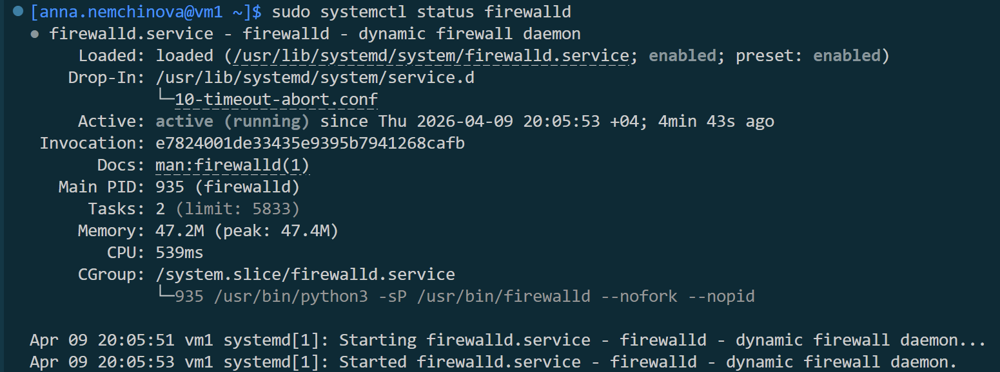 [anna.nemchinova@vm1 ~]$ sudo systemctl status firewalld
● firewalld.service - firewalld - dynamic firewall daemon
Loaded: loaded (/usr/lib/systemd/system/firewalld.service; enabled; preset: enabled)
Drop-In: /usr/lib/systemd/system/service.d
└─10-timeout-abort.conf
Active: active (running) since Thu 2026-04-09 20:05:53 +04; 4min 43s ago
Invocation: e7824001de33435e9395b7941268cafb
Docs: man:firewalld(1)
Main PID: 935 (firewalld)
Tasks: 2 (limit: 5833)
Memory: 47.2M (peak: 47.4M)
CPU: 539ms
CGroup: /system.slice/firewalld.service
└─935 /usr/bin/python3 -sP /usr/bin/firewalld --nofork --nopid
Apr 09 20:05:51 vm1 systemd[1]: Starting firewalld.service - firewalld - dynamic firewall daemon...
Apr 09 20:05:53 vm1 systemd[1]: Started firewalld.service - firewalld - dynamic firewall daemon.